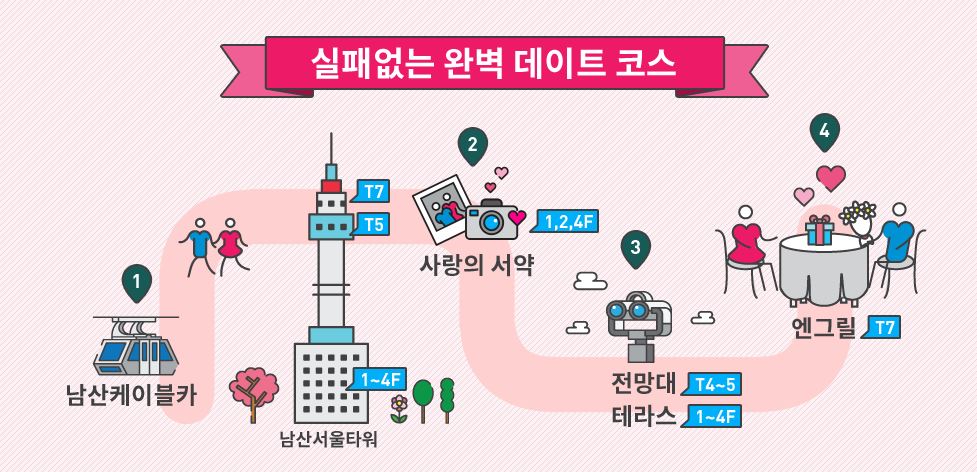 실패없는 완벽 데이트 코스
1
남산케이블카
T7
T5
1~4F
남산서울타워
2
1,2,4F
사랑의 서약
3
전망대 T4~5
테라스 1~4F
4
엔그릴 T7